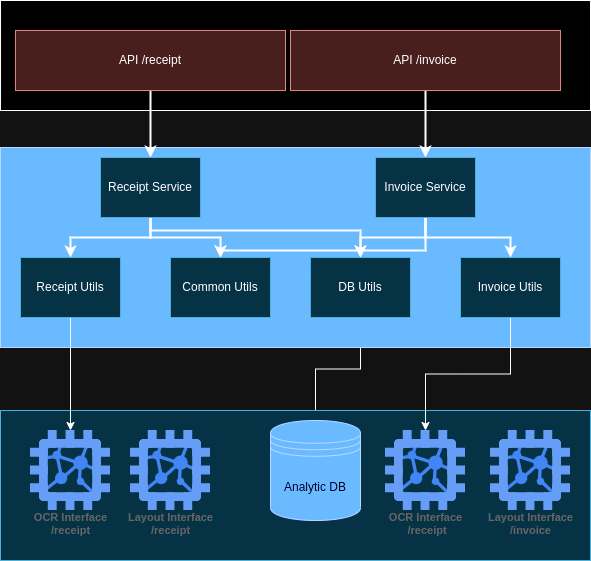 API /receipt
API /invoice
Receipt Service
Invoice Service
Receipt Utils
Common Utils
DB Utils
Invoice Utils
OCR Interface
/receipt
Layout Interface
/receipt
Analytic DB
OCR Interface
/receipt
Layout Interface
/invoice